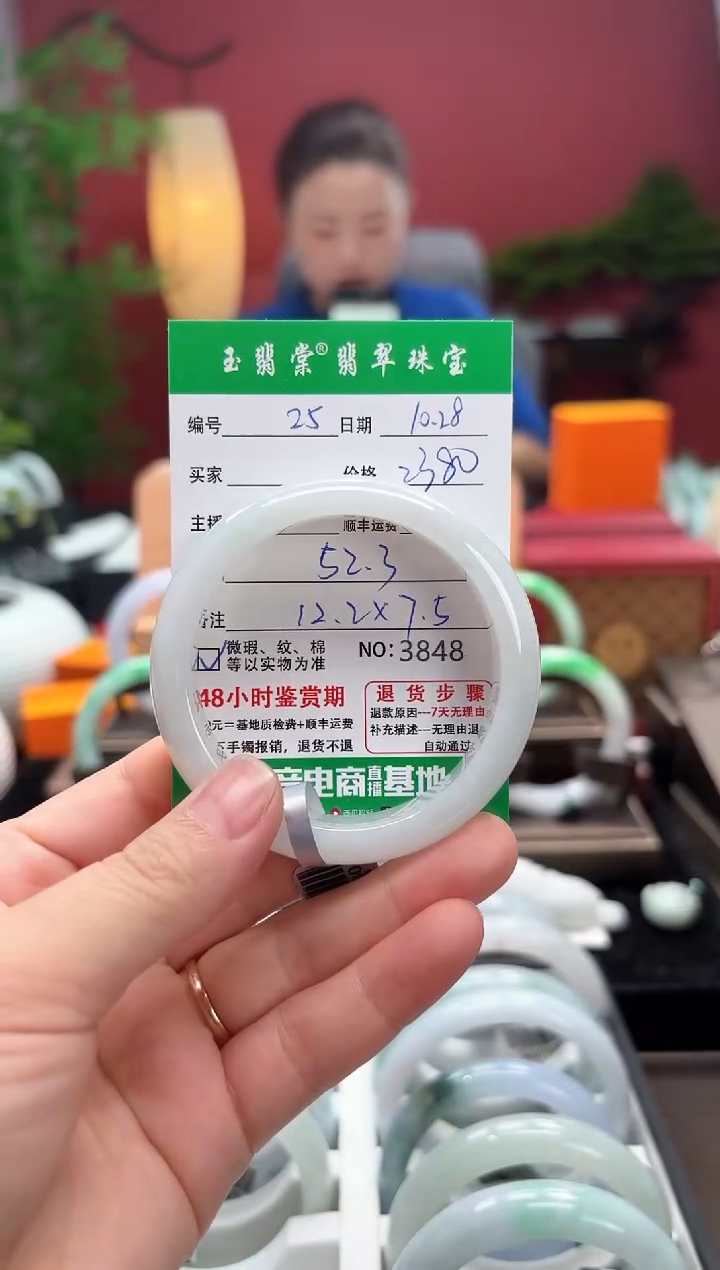 玉翡棠®翡翠珠宝
编号 25 日期 10.28
买家 价格 2380
主播 顺丰运费
52.3
备注 12.2×7.5
微瑕、纹、棉
等以实物为准
NO:3848
48小时鉴赏期
元=基地质检费+顺丰运费
手镯报销，退货不退
退货步骤
退款原因---7天无理由
补充描述---无理由退
自动通过
电商直播基地